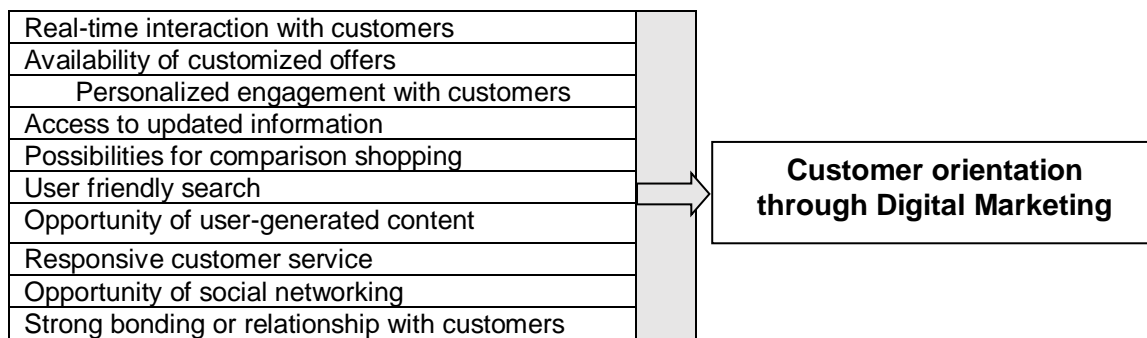 Real-time interaction with customers
Availability of customized offers
Personalized engagement with customers
Access to updated information
Possibilities for comparison shopping
User friendly search
Opportunity of user-generated content
Responsive customer service
Opportunity of social networking
Strong bonding or relationship with customers
Customer orientation
through Digital Marketing